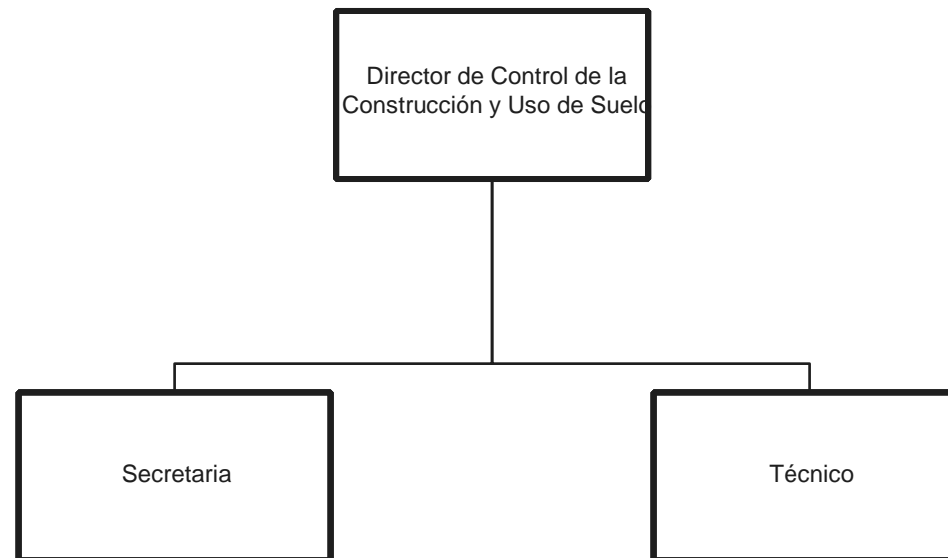 Director de Control de la
Construcción y Uso de Suelo
Secretaria
Técnico